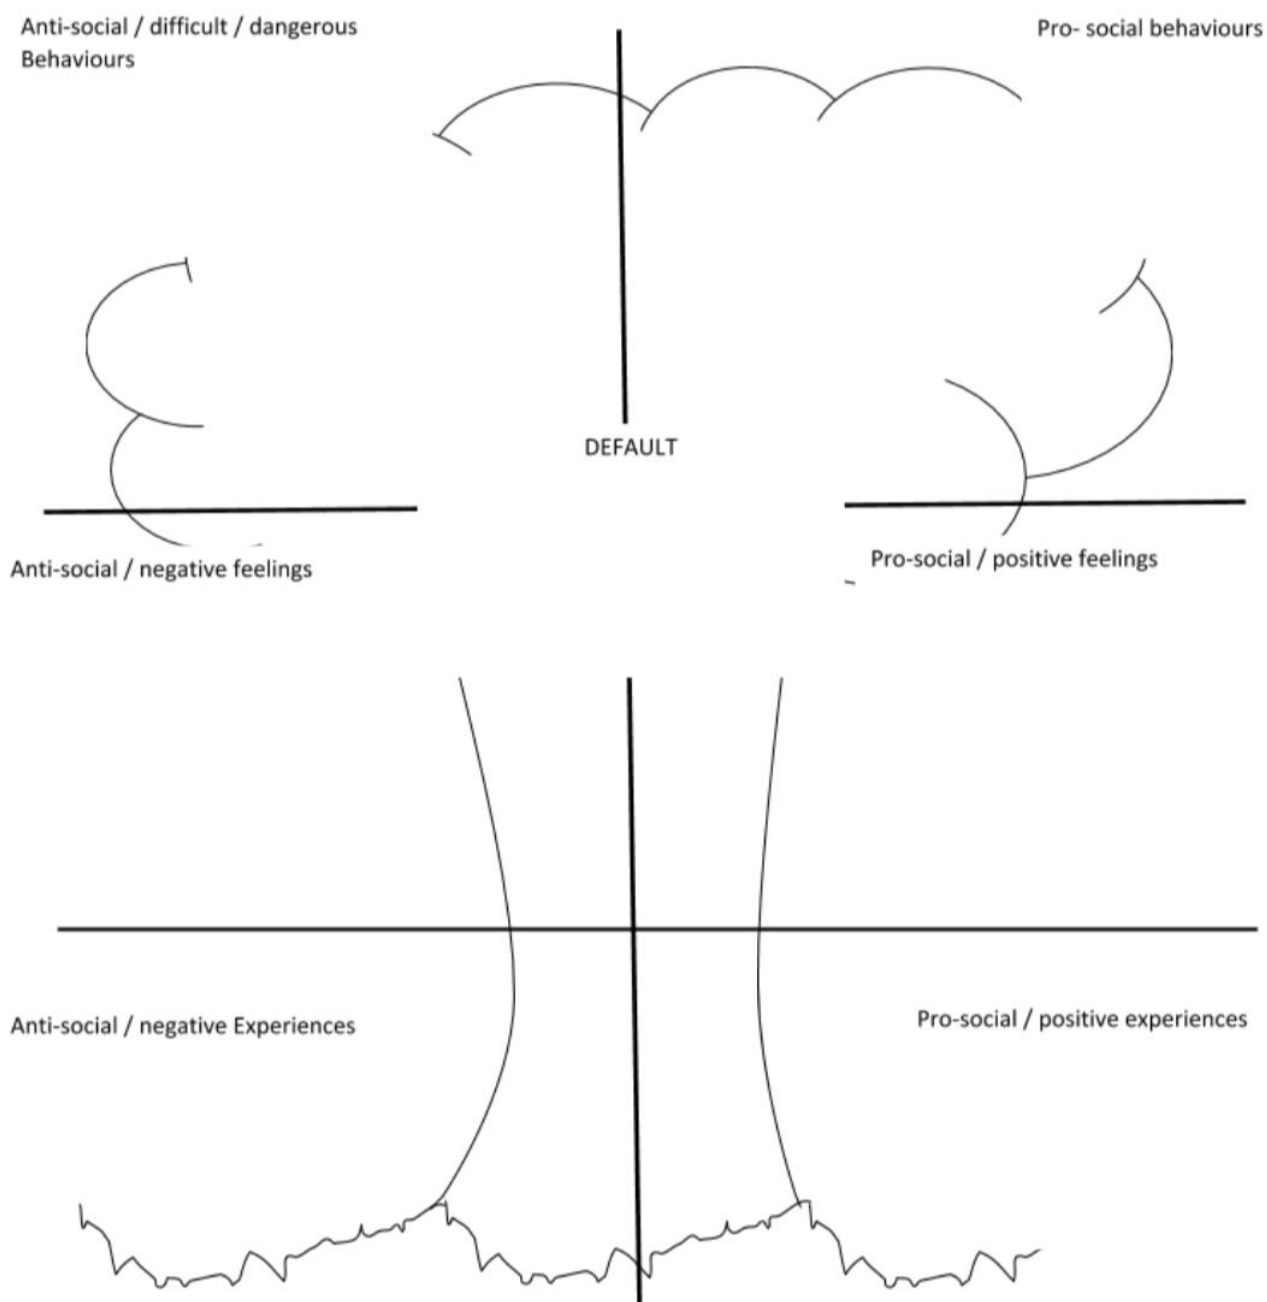 Anti-social / difficult / dangerous
Behaviours
Pro- social behaviours
DEFAULT
Anti-social / negative feelings
Pro-social / positive feelings
Anti-social / negative Experiences
Pro-social / positive experiences